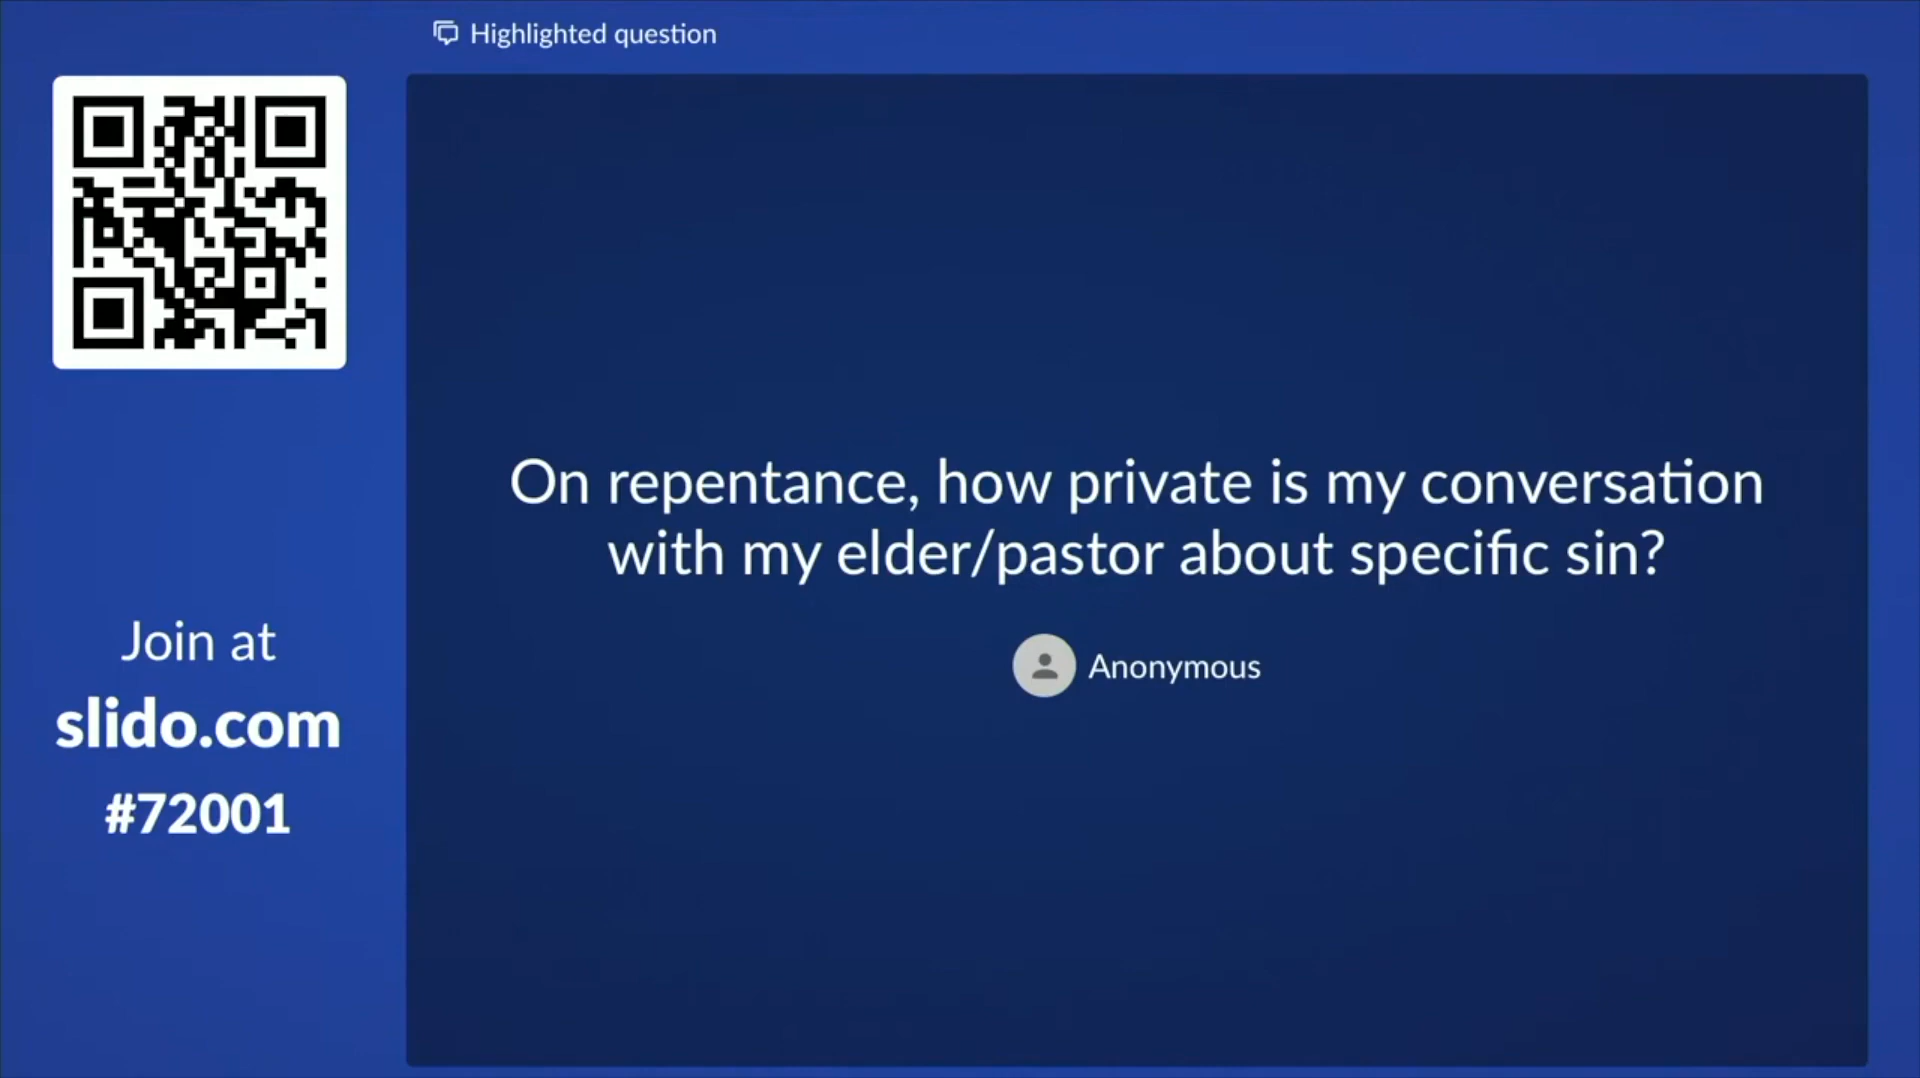 Highlighted question
On repentance, how private is my conversation
with my elder/pastor about specific sin?
Anonymous
Join at
slido.com
#72001